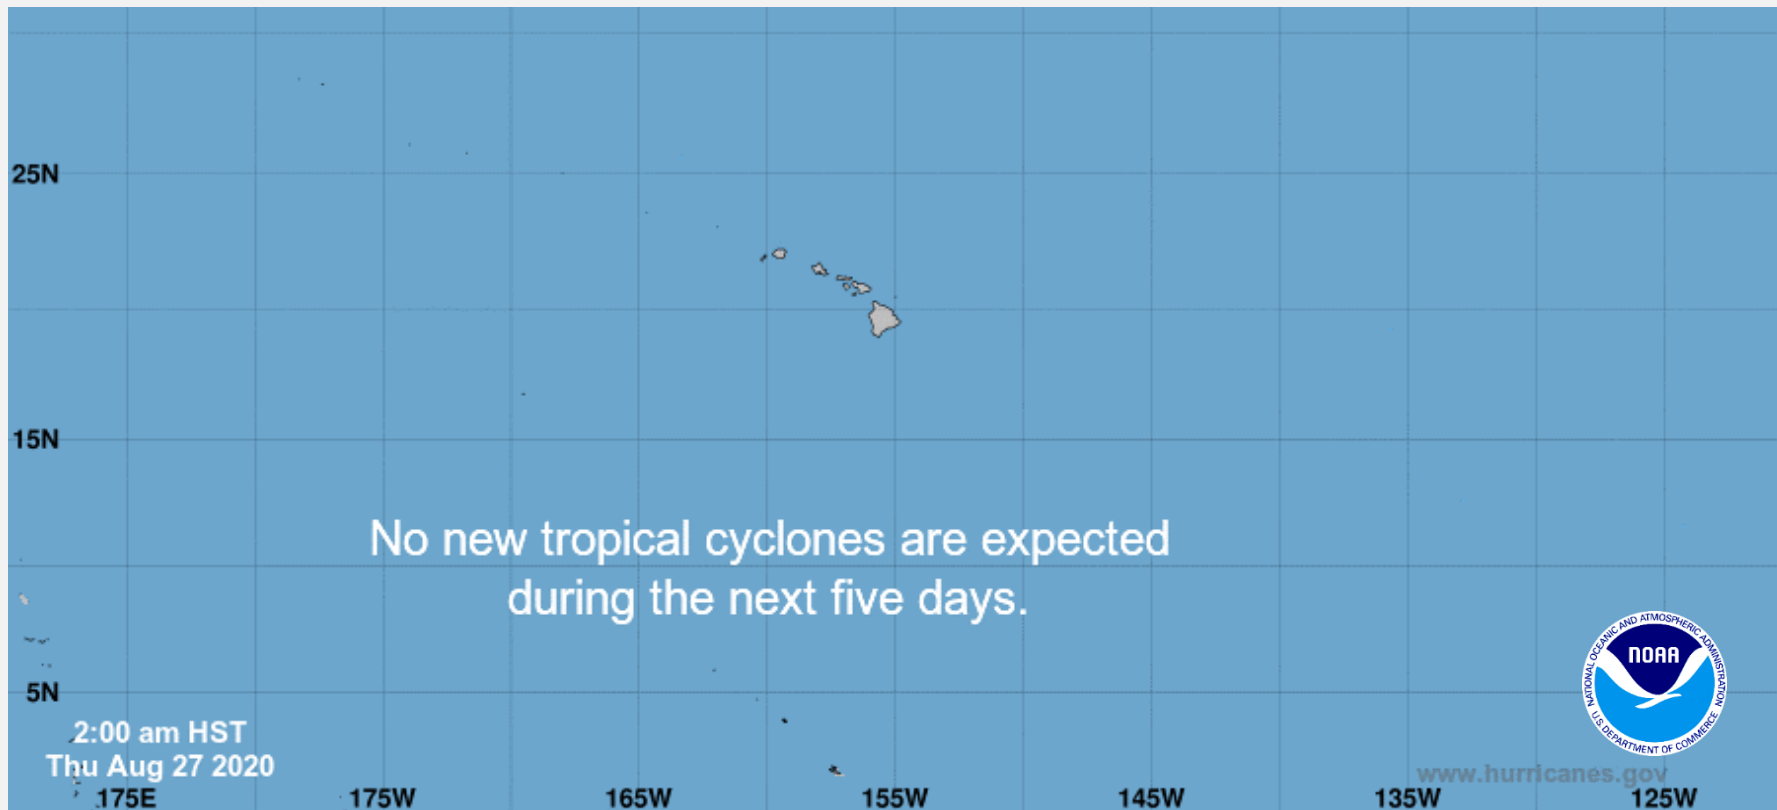 25N
15N
No new tropical cyclones are expected
during the next five days.
5N
NATIONAL OCEANIC AND ATMOSPHERIC ADMINISTRATION
NOAA
U.S. DEPARTMENT OF COMMERCE
2:00 am HST
Thu Aug 27 2020
www.hurricanes.gov
175E 175W 165W 155W 145W 135W 125W